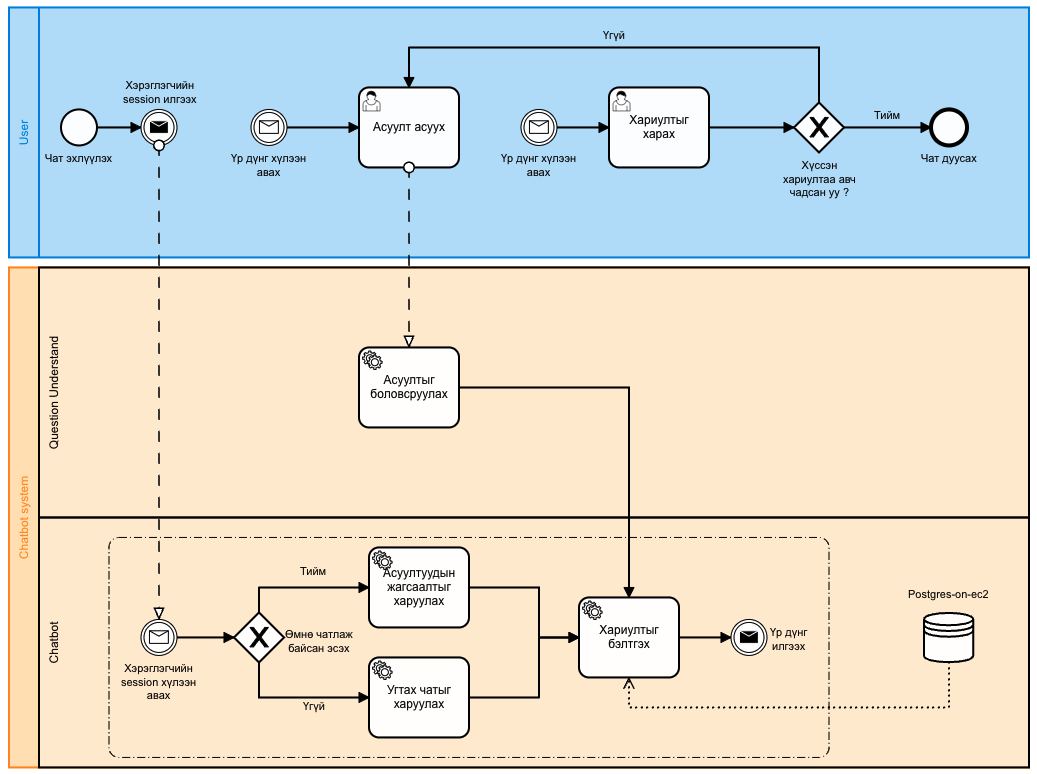 User
Үгүй
Хэрэглэгчийн
session илгээх
Чат эхлүүлэх
Үр дүнг хүлээн
авах
Асуулт асуух
Үр дүнг хүлээн
авах
Хариултыг
харах
Хүссэн
хариултаа авч
чадсан уу ?
Тийм
Чат дуусах
Chatbot system
Question Understand
Асуултыг
боловсруулах
Chatbot
Хэрэглэгчийн
session хүлээн
авах
Өмнө чатлаж
байсан эсэх
Тийм
Асуултуудын
жагсаалтыг
харуулах
Үгүй
Угтах чатыг
харуулах
Хариултыг
бэлтгэх
Үр дүнг
илгээх
Postgres-on-ec2